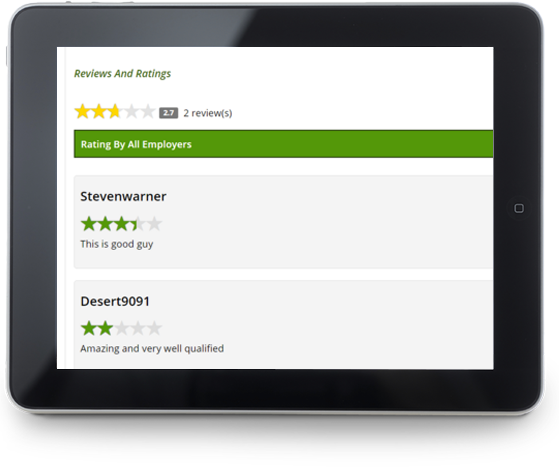 Reviews And Ratings
2.7 2 review(s)
Rating By All Employers
Stevenwarner
This is good guy
Desert9091
Amazing and very well qualified